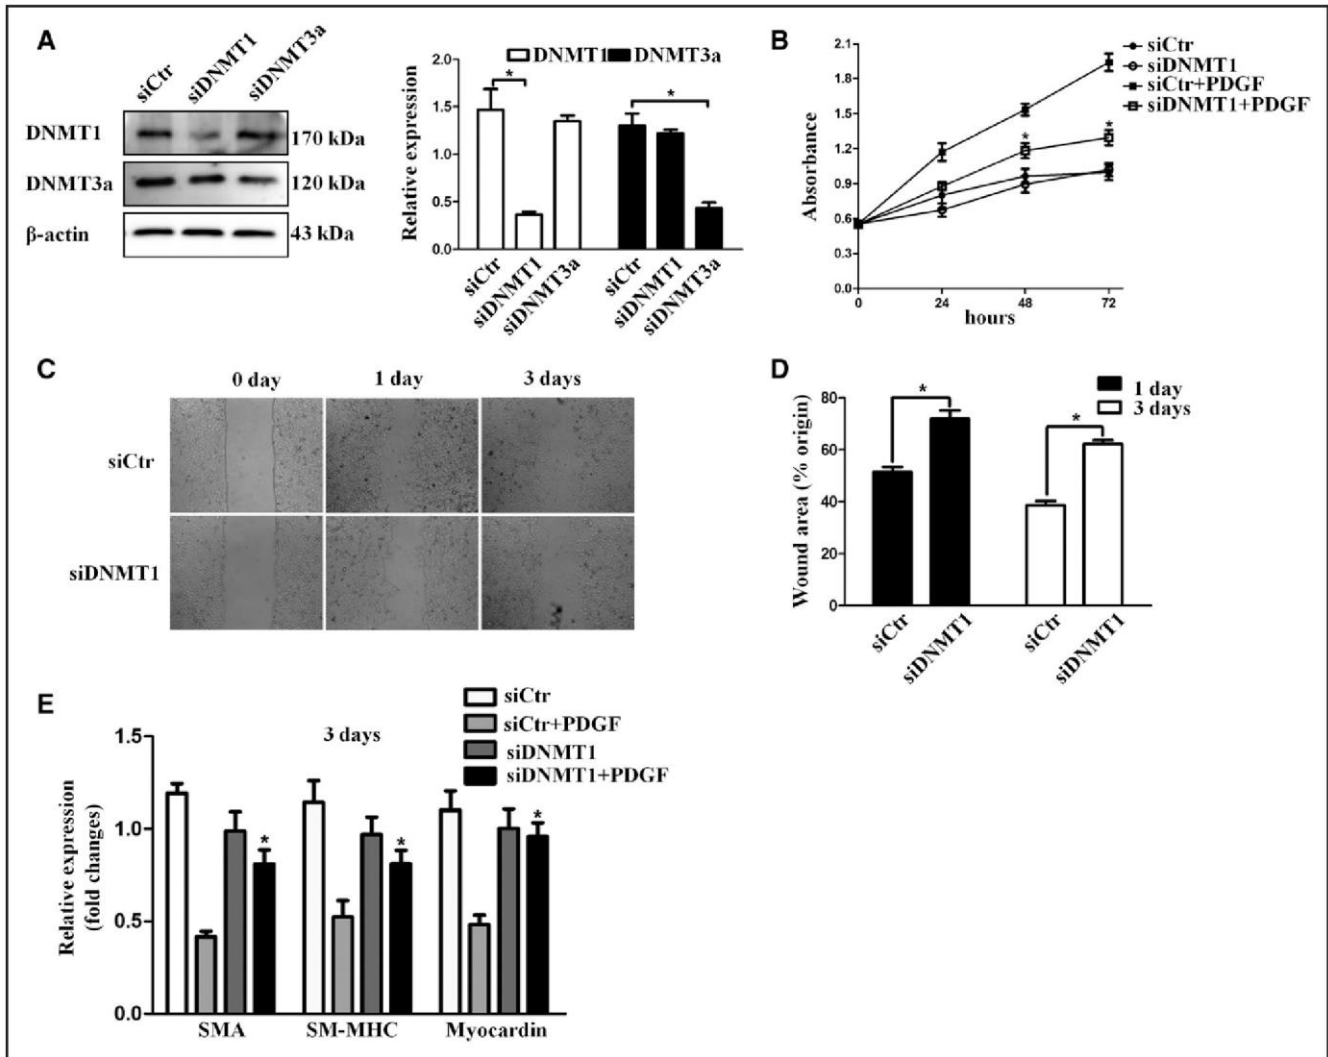 A
siCtr
siDNMT1
siDNMT3a
DNMT1
170 kDa
DNMT3a
120 kDa
β-actin
43 kDa
DNMT1 DNMT3a
Relative expression
2.0
1.5
1.0
0.5
0.0
*
*
siCtr
siDNMT1
siDNMT3a
siCtr
siDNMT1
siDNMT3a
B
siCtr
siDNMT1
siCtr+PDGF
siDNMT1+PDGF
Absorbance
2.1
1.8
1.5
1.2
0.9
0.6
0.3
0.0
*
*
0 24 48 72
hours
C
0 day 1 day 3 days
siCtr
siDNMT1
D
1 day
3 days
Wound area (% origin)
80
60
40
20
0
*
*
siCtr
siDNMT1
siCtr
siDNMT1
E
siCtr
siCtr+PDGF
siDNMT1
siDNMT1+PDGF
3 days
Relative expression
(fold changes)
1.5
1.0
0.5
0.0
*
*
*
SMA SM-MHC Myocardin